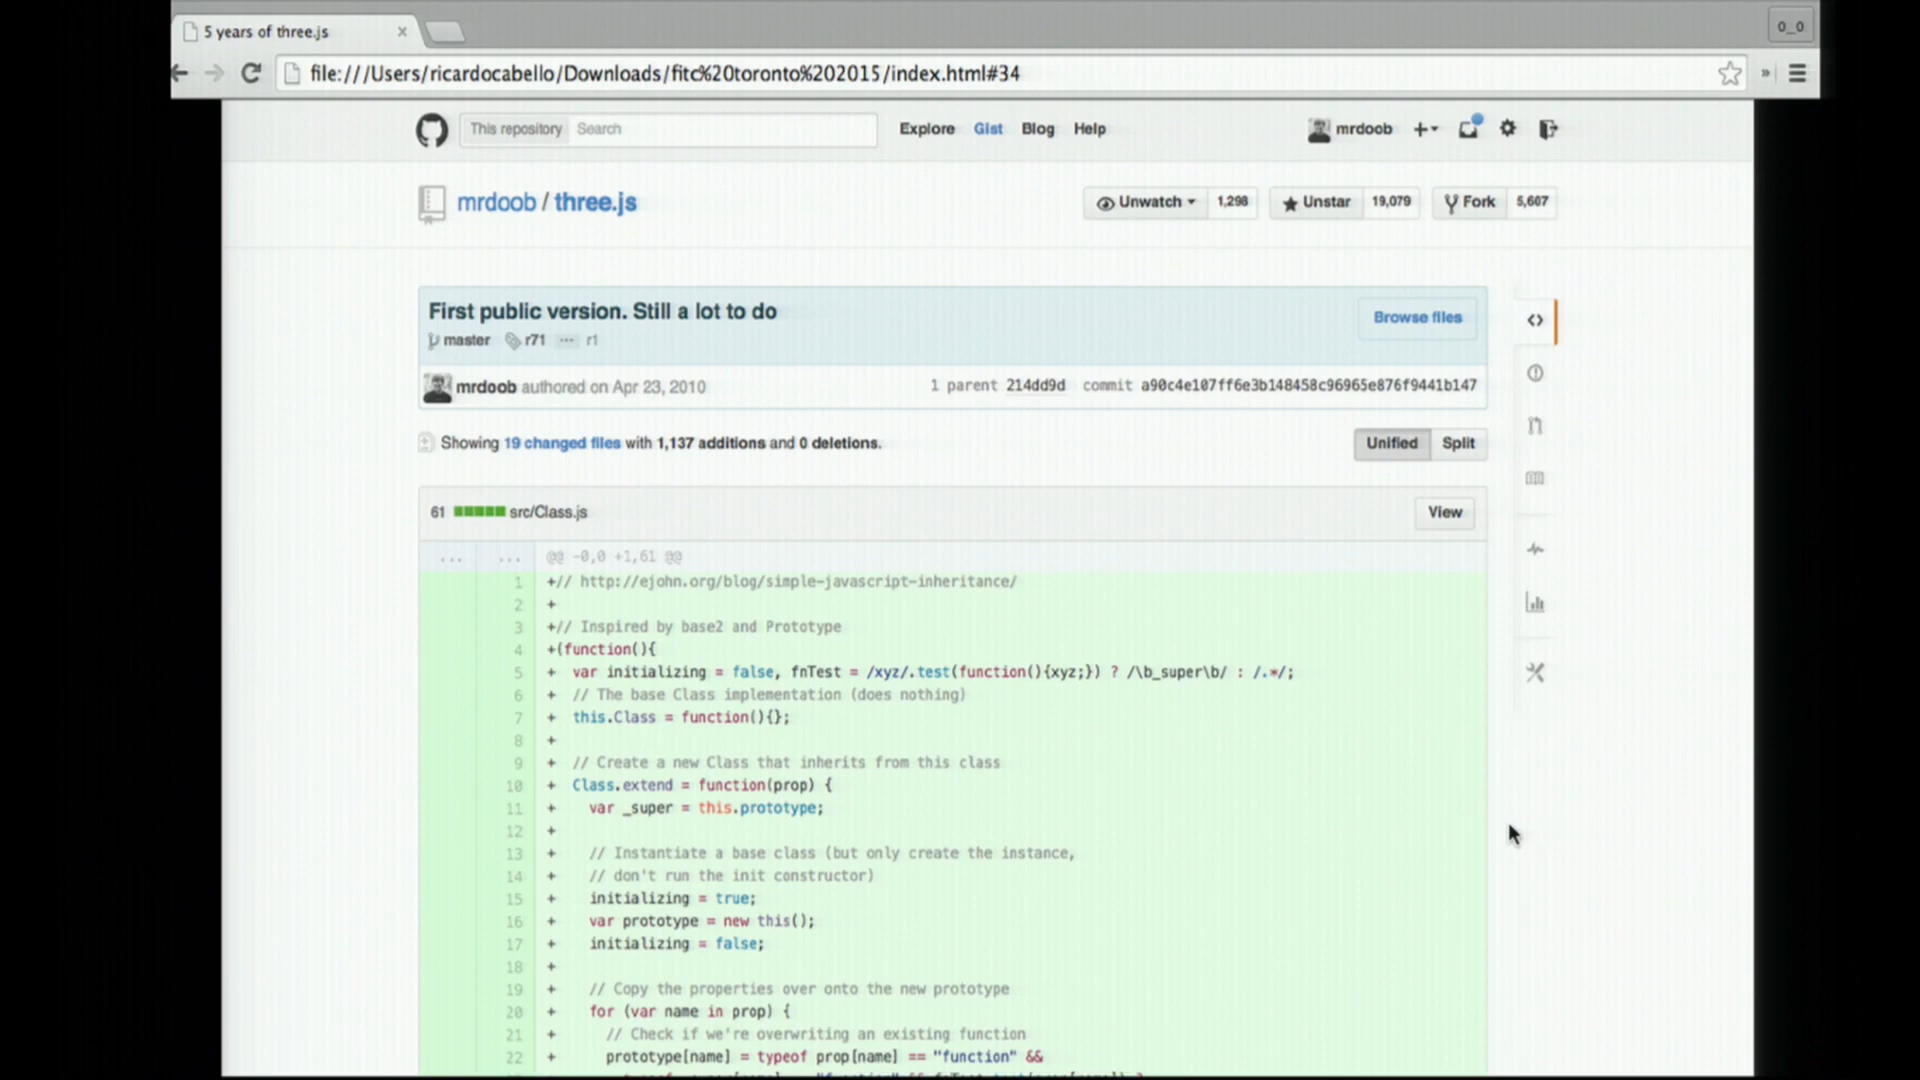 5 years of three.js
0_0
file:///Users/ricardocabello/Downloads/fitc%20toronto%202015/index.html#34
This repository Search Explore Gist Blog Help mrdoob
mrdoob / three.js Unwatch 1,298 Unstar 19,079 Fork 5,607
First public version. Still a lot to do Browse files
master r71 ... r1
mrdoob authored on Apr 23, 2010 1 parent 214dd9d commit a90c4e107ff6e3b148458c96965e876f9441b147
Showing 19 changed files with 1,137 additions and 0 deletions. Unified Split
61 src/Class.js View
... ... @@ -0,0 +1,61 @@
1 +// http://ejohn.org/blog/simple-javascript-inheritance/
2 +
3 +// Inspired by base2 and Prototype
4 +(function(){
5 + var initializing = false, fnTest = /xyz/.test(function(){xyz;}) ? /\b_super\b/ : /.*/;
6 + // The base Class implementation (does nothing)
7 + this.Class = function(){};
8 +
9 + // Create a new Class that inherits from this class
10 + Class.extend = function(prop) {
11 + var _super = this.prototype;
12 +
13 + // Instantiate a base class (but only create the instance,
14 + // don't run the init constructor)
15 + initializing = true;
16 + var prototype = new this();
17 + initializing = false;
18 +
19 + // Copy the properties over onto the new prototype
20 + for (var name in prop) {
21 + // Check if we're overwriting an existing function
22 + prototype[name] = typeof prop[name] == "function" &&